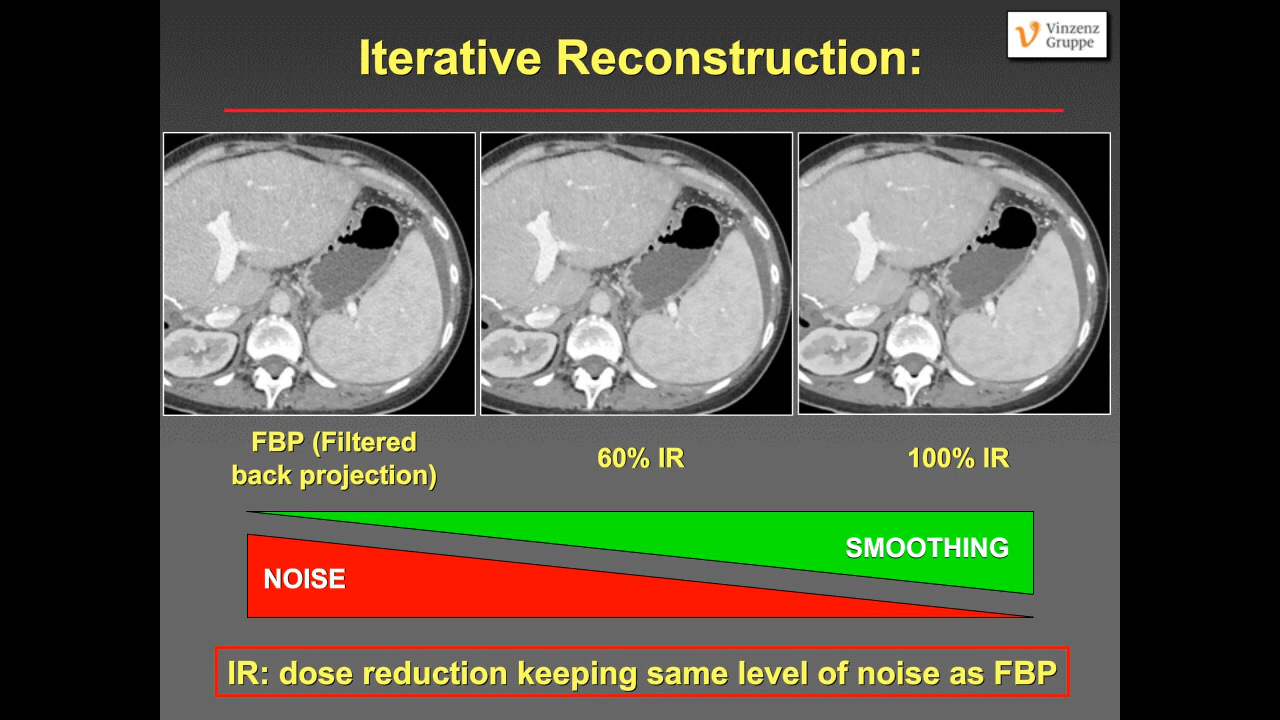 Vinzenz
Gruppe
Iterative Reconstruction:
FBP (Filtered
back projection)
60% IR
100% IR
SMOOTHING
NOISE
IR: dose reduction keeping same level of noise as FBP